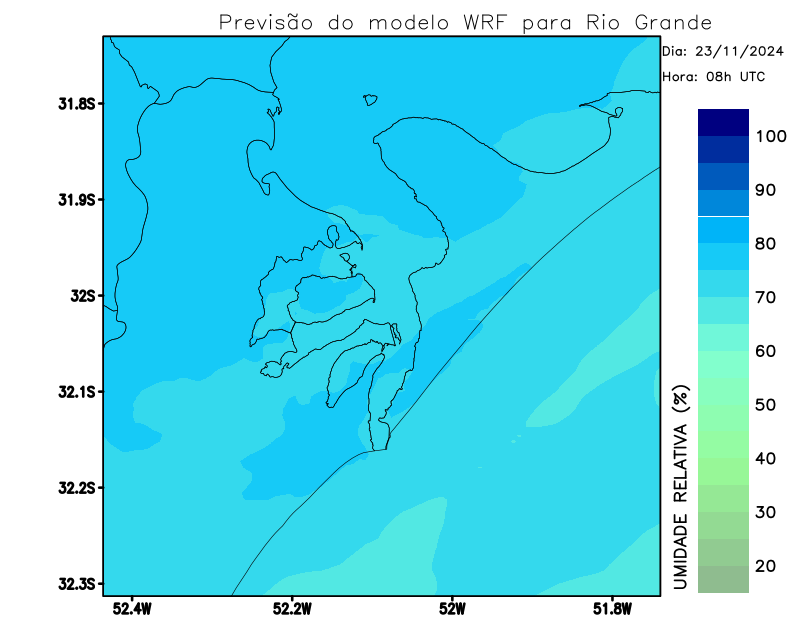 Previsão do modelo WRF para Rio Grande
Dia: 23/11/2024
Hora: 08h UTC
31.8S
31.9S
32S
32.1S
32.2S
32.3S
52.4W
52.2W
52W
51.8W
100
90
80
70
60
50
40
30
20
UMIDADE RELATIVA (%)